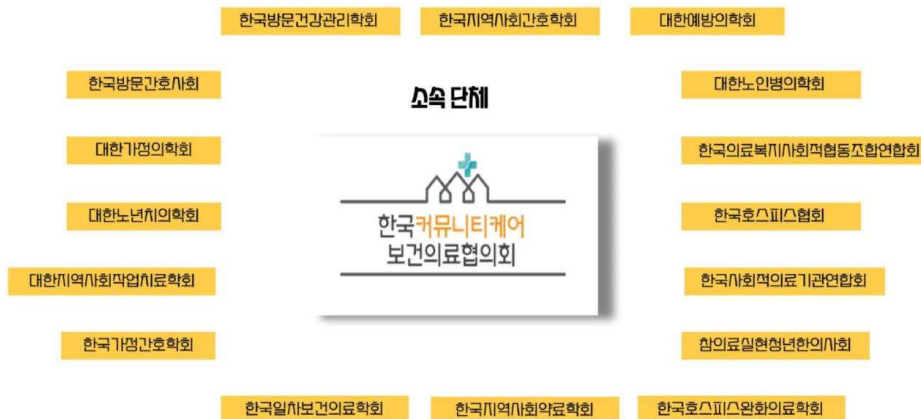 한국방문건강관리학회 한국지역사회간호학회 대한예방의학회
한국방문간호사회 대한노인병의학회
소속 단체
대한가정의학회 한국의료복지사회적협동조합연합회
대한노년치의학회 한국호스피스협회
한국커뮤니티케어
보건의료협의회
대한지역사회작업치료학회 한국사회적의료기관연합회
한국가정간호학회 참의료실현청년한의사회
한국일차보건의료학회 한국지역사회약료학회 한국호스피스완화의료학회